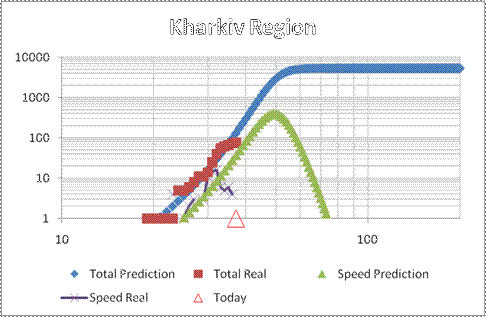 Kharkiv Region
10000
1000
100
10
1
10 100
Total Prediction Total Real Speed Prediction
Speed Real Today